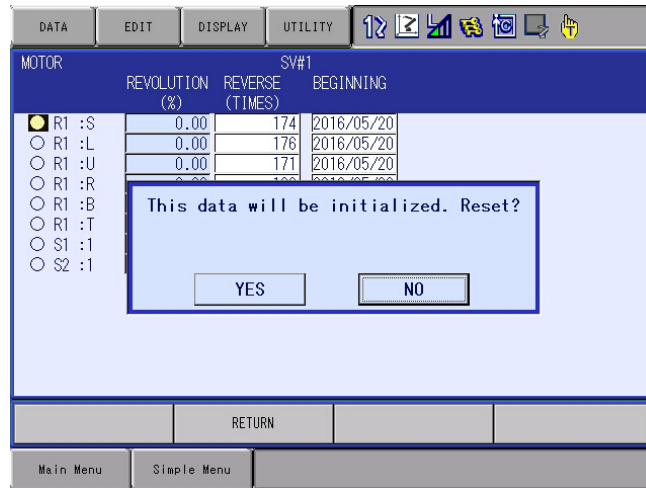 DATA EDIT DISPLAY UTILITY
MOTOR SV#1
REVOLUTION REVERSE BEGINNING
(%) (TIMES)
R1 :S 0.00 174 2016/05/20
R1 :L 0.00 176 2016/05/20
R1 :U 0.00 171 2016/05/20
R1 :R
R1 :B
R1 :T
S1 :1
S2 :1
This data will be initialized. Reset?
YES NO
RETURN
Main Menu Simple Menu